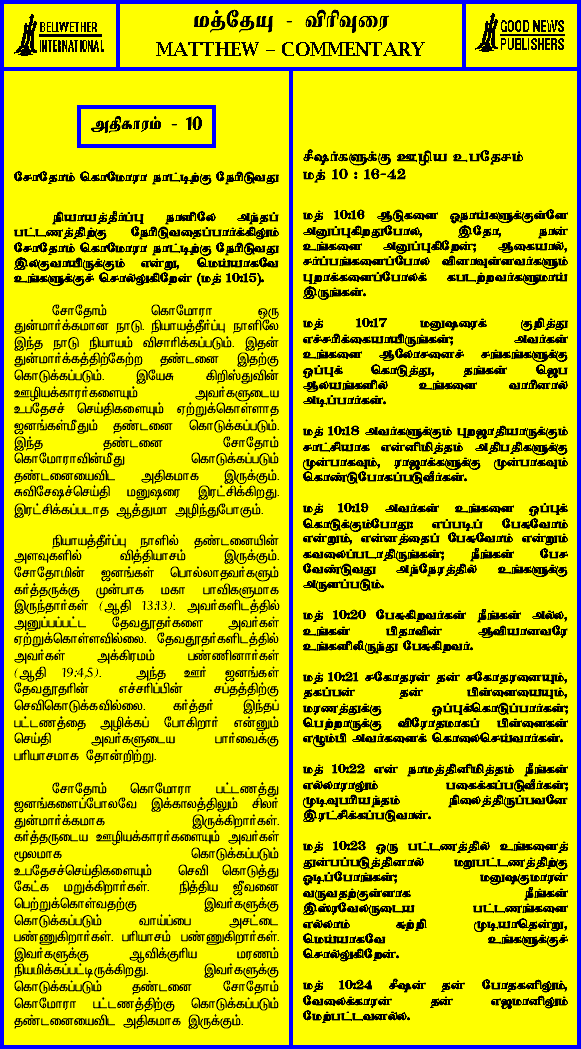 BELIWETHER
INTERNATIONAL
மத்தேயு - விரிவுரை
MATTHEW – COMMENTARY
GOOD NEWS
PUBLISHERS
அதிகாரம் - 10
சோதோம் கொமோரா நாட்டிற்கு நேரிடுவது
நியாயத்தீர்ப்பு நாளிலே அந்தப்
பட்டணத்திற்கு நேரிடுவதைப்பார்க்கிலும்
சோதோம் கொமோரா நாட்டிற்கு நேரிடுவது
இலகுவாயிருக்கும் என்று, மெய்யாகவே
உங்களுக்குச் சொல்லுகிறேன் (மத் 10:15).
சோதோம் கொமோரா ஒரு
துன்மார்க்கமான நாடு. நியாயத்தீர்ப்பு நாளிலே
இந்த நாடு நியாயம் விசாரிக்கப்படும். இதன்
துன்மார்க்கத்திற்கேற்ற தண்டனை இதற்கு
கொடுக்கப்படும். இயேசு கிறிஸ்துவின்
ஊழியக்காரர்களையும் அவர்களுடைய
உபதேசச் செய்திகளையும் ஏற்றுக்கொள்ளாத
ஜனங்கள்மீதும் தண்டனை கொடுக்கப்படும்.
இந்த தண்டனை சோதோம்
கொமோராவின்மீது கொடுக்கப்படும்
தண்டனையைவிட அதிகமாக இருக்கும்.
சுவிசேஷச்செய்தி மனுஷரை இரட்சிக்கிறது.
இரட்சிக்கப்படாத ஆத்துமா அழிந்துபோகும்.
நியாயத்தீர்ப்பு நாளில் தண்டனையின்
அளவுகளில் வித்தியாசம் இருக்கும்.
சோதோமின் ஜனங்கள் பொல்லாதவர்களும்
கர்த்தருக்கு முன்பாக மகா பாவிகளுமாக
இருந்தார்கள் (ஆதி 13:13). அவர்களிடத்தில்
அனுப்பப்பட்ட தேவதூதர்களை அவர்கள்
ஏற்றுக்கொள்ளவில்லை. தேவதூதர்களிடத்தில்
அவர்கள் அக்கிரமம் பண்ணினார்கள்
(ஆதி 19:4,5). அந்த ஊர் ஜனங்கள்
தேவதூதரின் எச்சரிப்பின் சப்தத்திற்கு
செவிகொடுக்கவில்லை. கர்த்தர் இந்தப்
பட்டணத்தை அழிக்கப் போகிறார் என்னும்
செய்தி அவர்களுடைய பார்வைக்கு
பரியாசமாக தோன்றிற்று.
சோதோம் கொமோரா பட்டணத்து
ஜனங்களைப்போலவே இக்காலத்திலும் சிலர்
துன்மார்க்கமாக இருக்கிறார்கள்.
கர்த்தருடைய ஊழியக்காரர்களையும் அவர்கள்
மூலமாக கொடுக்கப்படும்
உபதேசச்செய்திகளையும் செவி கொடுத்து
கேட்க மறுக்கிறார்கள். நித்திய ஜீவனை
பெற்றுக்கொள்வதற்கு இவர்களுக்கு
கொடுக்கப்படும் வாய்ப்பை அசட்டை
பண்ணுகிறார்கள். பரியாசம் பண்ணுகிறார்கள்.
இவர்களுக்கு ஆவிக்குரிய மரணம்
நியமிக்கப்பட்டிருக்கிறது. இவர்களுக்கு
கொடுக்கப்படும் தண்டனை சோதோம்
கொமோரா பட்டணத்திற்கு கொடுக்கப்படும்
தண்டனையைவிட அதிகமாக இருக்கும்.
சீஷர்களுக்கு ஊழிய உபதேசம்
மத் 10 : 16-42
மத் 10:16 ஆடுகளை ஓநாய்களுக்குள்ளே
அனுப்புகிறதுபோல, இதோ, நான்
உங்களை அனுப்புகிறேன்; ஆகையால்,
சர்ப்பங்களைப்போல வினாவுள்ளவர்களும்
புறாக்களைப்போலக் கபடற்றவர்களுமாய்
இருங்கள்.
மத் 10:17 மனுஷரைக் குறித்து
எச்சரிக்கையாயிருங்கள்; அவர்கள்
உங்களை ஆலோசனைச் சங்கங்களுக்கு
ஒப்புக் கொடுத்து, தங்கள் ஜெப
ஆலயங்களில் உங்களை வாரினால்
அடிப்பார்கள்.
மத் 10:18 அவர்களுக்கும் புறஜாதியாருக்கும்
சாட்சியாக என்னிமித்தம் அதிபதிகளுக்கு
முன்பாகவும், ராஜாக்களுக்கு முன்பாகவும்
கொண்டுபோகப்படுவீர்கள்.
மத் 10:19 அவர்கள் உங்களை ஒப்புக்
கொடுக்கும்போது: எப்படிப் பேசுவோம்
என்றும், என்னத்தைப் பேசுவோம் என்றும்
கவலைப்படாதிருங்கள்; நீங்கள் பேச
வேண்டுவது அந்நேரத்தில் உங்களுக்கு
அருளப்படும்.
மத் 10:20 பேசுகிறவர்கள் நீங்கள் அல்ல,
உங்கள் பிதாவின் ஆவியானவரே
உங்களிலிருந்து பேசுகிறவர்.
மத் 10:21 சகோதரன் தன் சகோதரனையும்,
தகப்பன் தன் பிள்ளையையும்,
மரணத்துக்கு ஒப்புக்கொடுப்பார்கள்;
பெற்றாருக்கு விரோதமாகப் பிள்ளைகள்
எழும்பி அவர்களைக் கொலைசெய்வார்கள்.
மத் 10:22 என் நாமத்தினிமித்தம் நீங்கள்
எல்லாராலும் பகைக்கப்படுவீர்கள்;
முடிவுபரியந்தம் நிலைத்திருப்பவனே
இரட்சிக்கப்படுவான்.
மத் 10:23 ஒரு பட்டணத்தில் உங்களைத்
துன்பப்படுத்தினால் மறுபட்டணத்திற்கு
ஓடிப்போங்கள்; மனுஷகுமாரன்
வருவதற்குள்ளாக நீங்கள்
இஸ்ரவேலருடைய பட்டணங்களை
எல்லாம் சுற்றி முடியாதென்று,
மெய்யாகவே உங்களுக்குச்
சொல்லுகிறேன்.
மத் 10:24 சீஷன் தன் போதகனிலும்,
வேலைக்காரன் தன் எஜமானிலும்
மேற்பட்டவனல்ல.